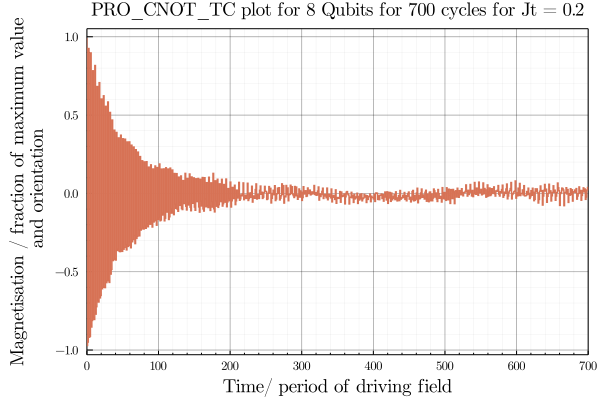 PRO_CNOT_TC plot for 8 Qubits for 700 cycles for Jt = 0.2
Magnetisation / fraction of maximum value
and orientation
1.0
0.5
0.0
−0.5
−1.0
0 100 200 300 400 500 600 700
Time/ period of driving field